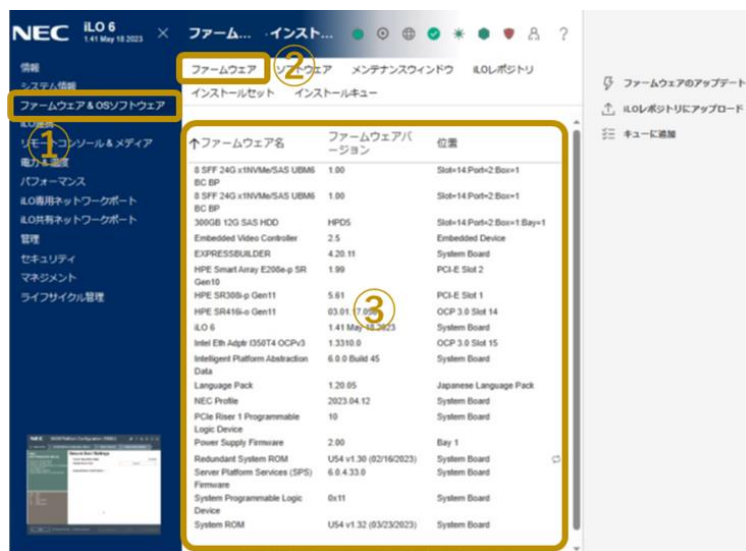 NEC iLO 6
1.41 May 18 2023
ファーム... ・インスト...
情報
システム情報
ファームウェア&OSソフトウェア
iLO連携
リモートコンソール&メディア
電力&温度
パフォーマンス
iLO専用ネットワークポート
iLO共有ネットワークポート
管理
セキュリティ
マネジメント
ライフサイクル管理
①
ファームウェア ソフトウェア メンテナンスウィンドウ iLOレポジトリ
②
インストールセット インストールキュー
↑ファームウェア名 ファームウェアバージョン 位置
8 SFF 24G x1NVMe/SAS UBM6 BC BP 1.00 Slot=14:Port=2:Box=1
8 SFF 24G x1NVMe/SAS UBM6 BC BP 1.00 Slot=14:Port=2:Box=1
300GB 12G SAS HDD HPD5 Slot=14:Port=2:Box=1:Bay=1
Embedded Video Controller 2.5 Embedded Device
EXPRESSBUILDER 4.20.11 System Board
HPE Smart Array E208e-p SR Gen10 1.99 PCI-E Slot 2
HPE SR308i-p Gen11 5.61 PCI-E Slot 1
HPE SR416i-o Gen11 03.01.17.056 OCP 3.0 Slot 14
③
iLO 6 1.41 May 18 2023 System Board
Intel Eth Adptr I350T4 OCPv3 1.3310.0 OCP 3.0 Slot 15
Intelligent Platform Abstraction Data 6.0.0 Build 45 System Board
Language Pack 1.20.05 Japanese Language Pack
NEC Profile 2023.04.12 System Board
PCIe Riser 1 Programmable Logic Device 10 System Board
Power Supply Firmware 2.00 Bay 1
Redundant System ROM U54 v1.30 (02/16/2023) System Board
Server Platform Services (SPS) Firmware 6.0.4.33.0 System Board
System Programmable Logic Device 0x11 System Board
System ROM U54 v1.32 (03/23/2023) System Board
ファームウェアのアップデート
iLOレポジトリにアップロード
キューに追加
NEC